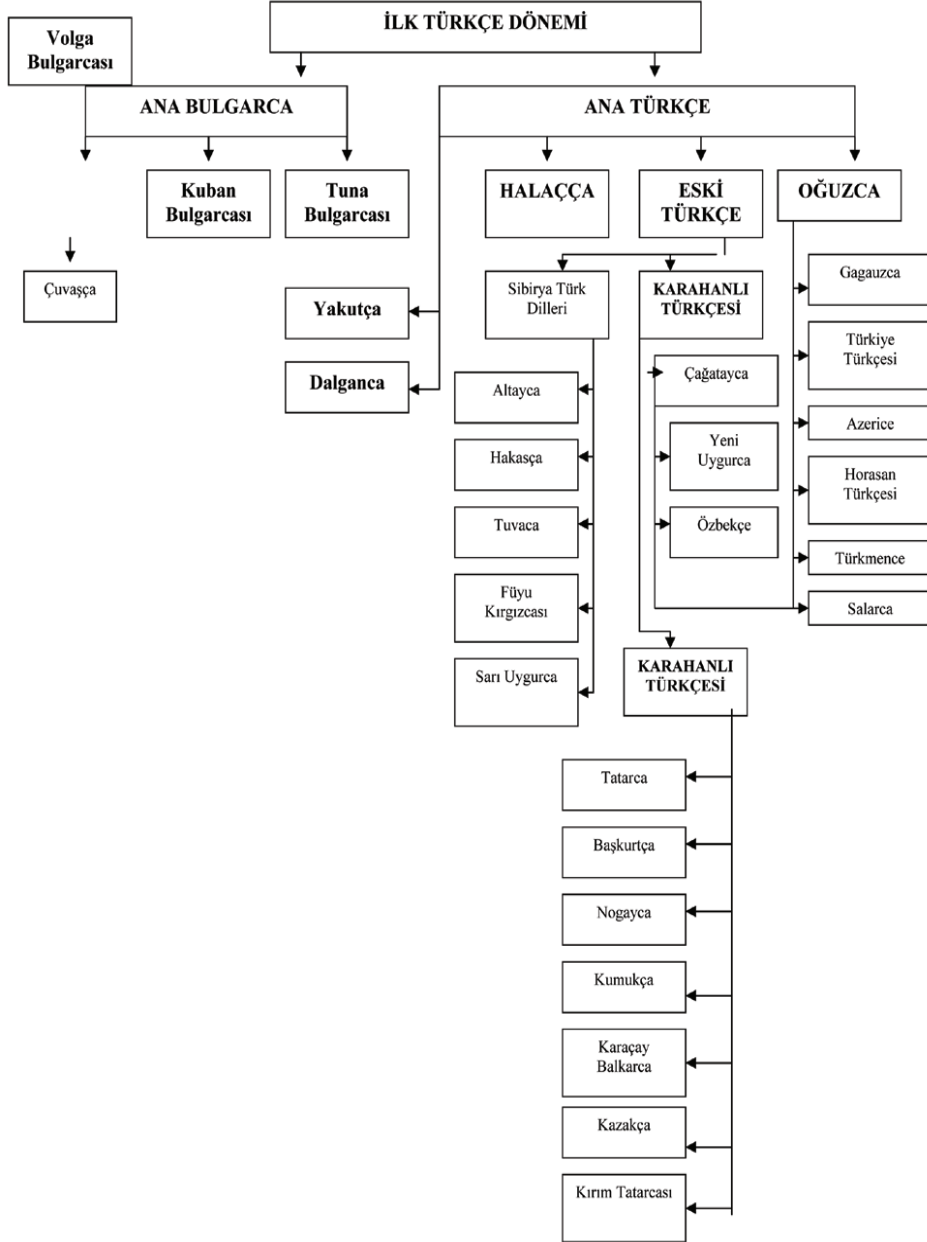 İLK TÜRKÇE DÖNEMİ
Volga
Bulgarcası
ANA BULGARCA
ANA TÜRKÇE
Kuban
Bulgarcası
Tuna
Bulgarcası
HALAÇÇA
ESKİ
TÜRKÇE
OĞUZCA
Çuvaşça
Yakutça
Dalganca
Sibirya Türk
Dilleri
KARAHANLI
TÜRKÇESİ
Gagauzca
Türkiye
Türkçesi
Azerice
Horasan
Türkçesi
Türkmence
Salarca
Altayca
Hakasça
Tuvaca
Füyu
Kırgızcası
Sarı Uygurca
Çağatayca
Yeni
Uygurca
Özbekçe
KARAHANLI
TÜRKÇESİ
Tatarca
Başkurtça
Nogayca
Kumukça
Karaçay
Balkarca
Kazakça
Kırım Tatarcası